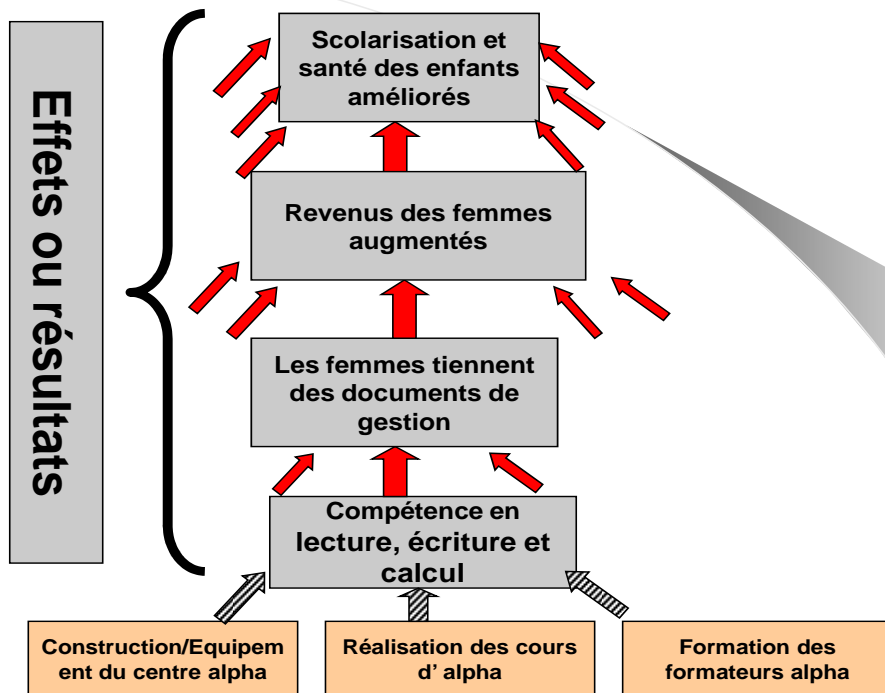 Effets ou résultats
Scolarisation et
santé des enfants
améliorés
Revenus des femmes
augmentés
Les femmes tiennent
des documents de
gestion
Compétence en
lecture, écriture et
calcul
Construction/Equipem
ent du centre alpha
Réalisation des cours
d’ alpha
Formation des
formateurs alpha